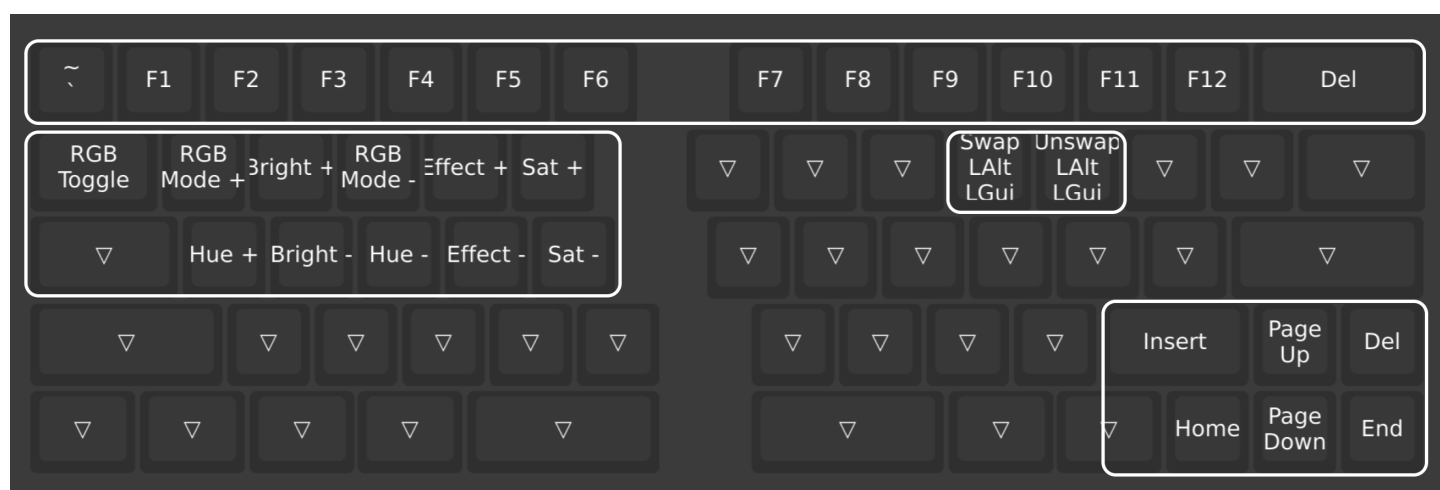 ~
` F1 F2 F3 F4 F5 F6 F7 F8 F9 F10 F11 F12 Del
RGB Toggle RGB Mode + Bright + RGB Mode - Effect + Sat + ▽ ▽ ▽ Swap LAlt LGui Unswap LAlt LGui ▽ ▽ ▽
▽ Hue + Bright - Hue - Effect - Sat - ▽ ▽ ▽ ▽ ▽ ▽ ▽
▽ ▽ ▽ ▽ ▽ ▽ ▽ ▽ ▽ ▽ Insert Page Up Del
▽ ▽ ▽ ▽ ▽ ▽ ▽ ▽ Home Page Down End